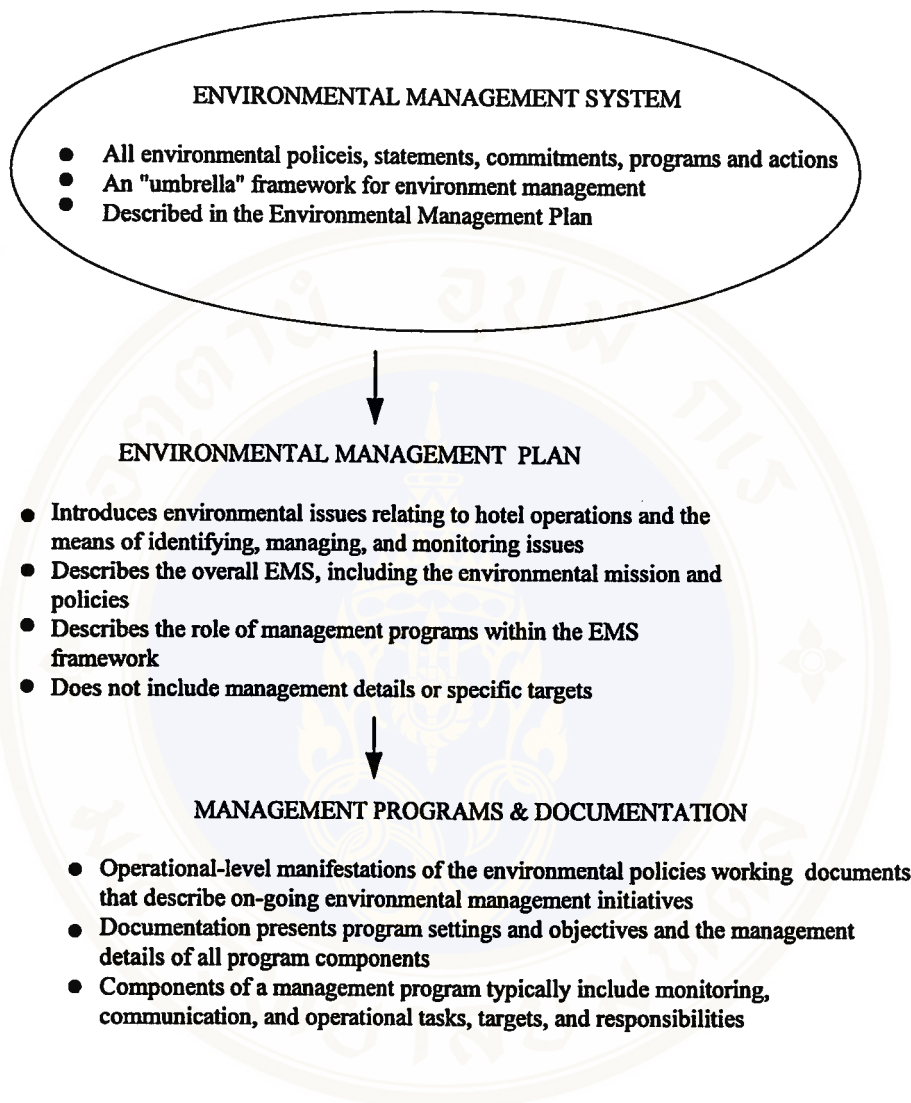 ENVIRONMENTAL MANAGEMENT SYSTEM
● All environmental policeis, statements, commitments, programs and actions
● An "umbrella" framework for environment management
● Described in the Environmental Management Plan
ENVIRONMENTAL MANAGEMENT PLAN
● Introduces environmental issues relating to hotel operations and the
means of identifying, managing, and monitoring issues
● Describes the overall EMS, including the environmental mission and
policies
● Describes the role of management programs within the EMS
framework
● Does not include management details or specific targets
MANAGEMENT PROGRAMS & DOCUMENTATION
● Operational-level manifestations of the environmental policies working documents
that describe on-going environmental management initiatives
● Documentation presents program settings and objectives and the management
details of all program components
● Components of a management program typically include monitoring,
communication, and operational tasks, targets, and responsibilities